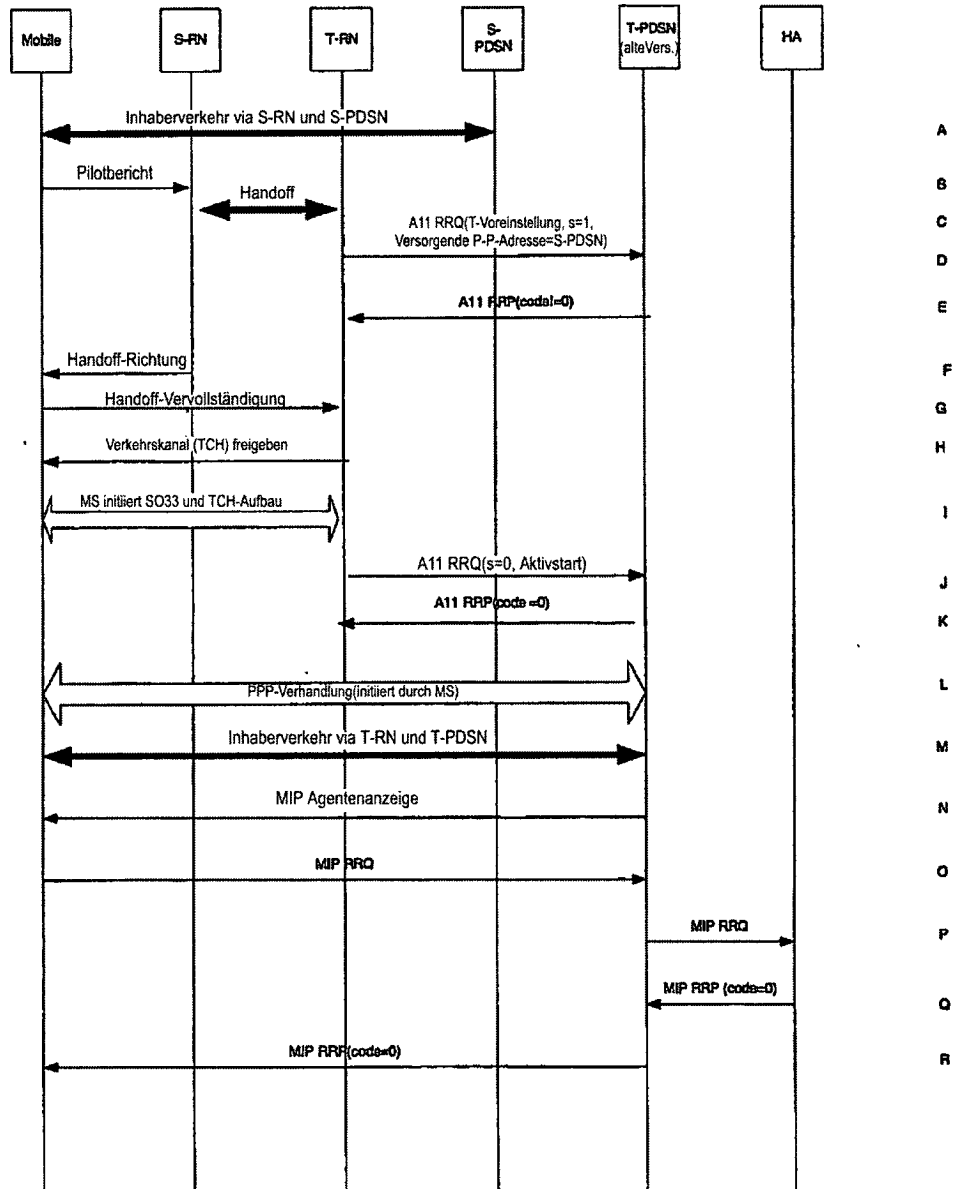 Mobile
S-RN
T-RN
S-
PDSN
T-PDSN
(alteVers.)
HA
Inhaberverkehr via S-RN und S-PDSN
A
Pilotbericht
B
Handoff
A11 RRQ(T-Voreinstellung, s=1,
C
Versorgende P-P-Adresse=S-PDSN)
D
A11 RRP(code!=0)
E
Handoff-Richtung
F
Handoff-Vervollständigung
G
Verkehrskanal (TCH) freigeben
H
MS initiiert SO33 und TCH-Aufbau
I
A11 RRQ(s=0, Aktivstart)
J
A11 RRP(code =0)
K
PPP-Verhandlung(initiiert durch MS)
L
Inhaberverkehr via T-RN und T-PDSN
M
MIP Agentenanzeige
N
MIP RRQ
O
MIP RRQ
P
MIP RRP (code=0)
Q
MIP RRP(code=0)
R